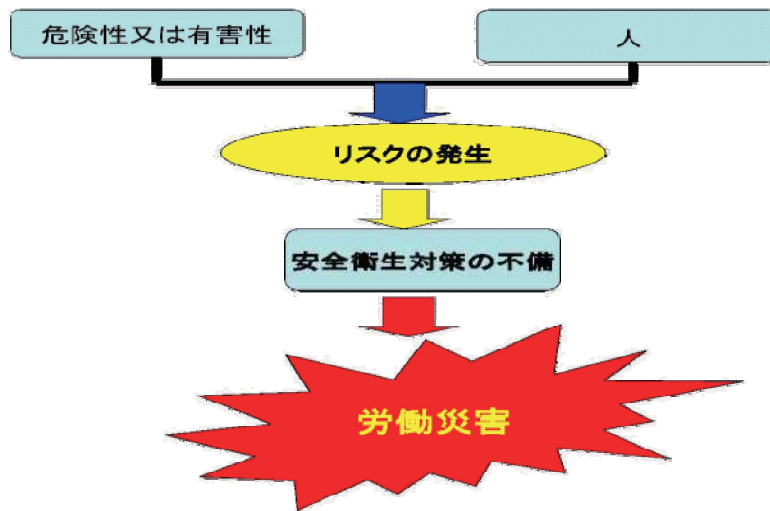 危険性又は有害性
人
リスクの発生
安全衛生対策の不備
労働災害